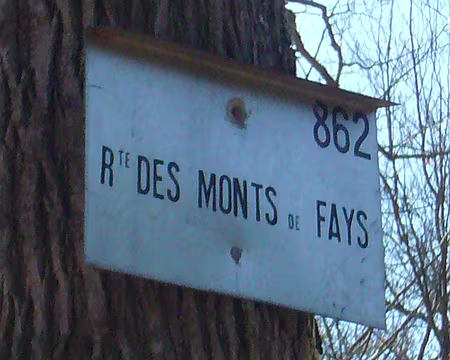 862
RTE DES MONTS DE FAYS